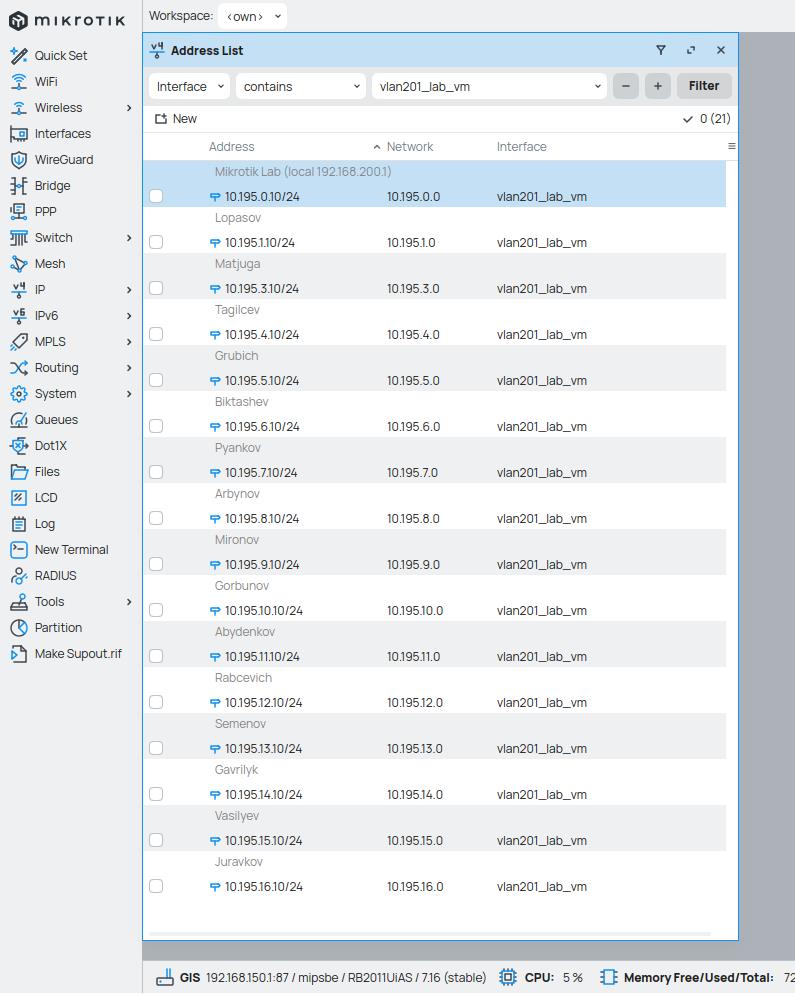 mikrotik
Workspace: <own>
Quick Set
WiFi
Wireless
Interfaces
WireGuard
Bridge
PPP
Switch
Mesh
IP
IPv6
MPLS
Routing
System
Queues
Dot1X
Files
LCD
Log
New Terminal
RADIUS
Tools
Partition
Make Supout.rif
v4 Address List
Interface contains vlan201_lab_vm − + Filter
New 0 (21)
Address Network Interface
Mikrotik Lab (local 192.168.200.1)
10.195.0.10/24 10.195.0.0 vlan201_lab_vm
Lopasov
10.195.1.10/24 10.195.1.0 vlan201_lab_vm
Matjuga
10.195.3.10/24 10.195.3.0 vlan201_lab_vm
Tagilcev
10.195.4.10/24 10.195.4.0 vlan201_lab_vm
Grubich
10.195.5.10/24 10.195.5.0 vlan201_lab_vm
Biktashev
10.195.6.10/24 10.195.6.0 vlan201_lab_vm
Pyankov
10.195.7.10/24 10.195.7.0 vlan201_lab_vm
Arbynov
10.195.8.10/24 10.195.8.0 vlan201_lab_vm
Mironov
10.195.9.10/24 10.195.9.0 vlan201_lab_vm
Gorbunov
10.195.10.10/24 10.195.10.0 vlan201_lab_vm
Abydenkov
10.195.11.10/24 10.195.11.0 vlan201_lab_vm
Rabcevich
10.195.12.10/24 10.195.12.0 vlan201_lab_vm
Semenov
10.195.13.10/24 10.195.13.0 vlan201_lab_vm
Gavrilyk
10.195.14.10/24 10.195.14.0 vlan201_lab_vm
Vasilyev
10.195.15.10/24 10.195.15.0 vlan201_lab_vm
Juravkov
10.195.16.10/24 10.195.16.0 vlan201_lab_vm
GIS 192.168.150.1:87 / mipsbe / RB2011UiAS / 7.16 (stable) CPU: 5 % Memory Free/Used/Total: 72